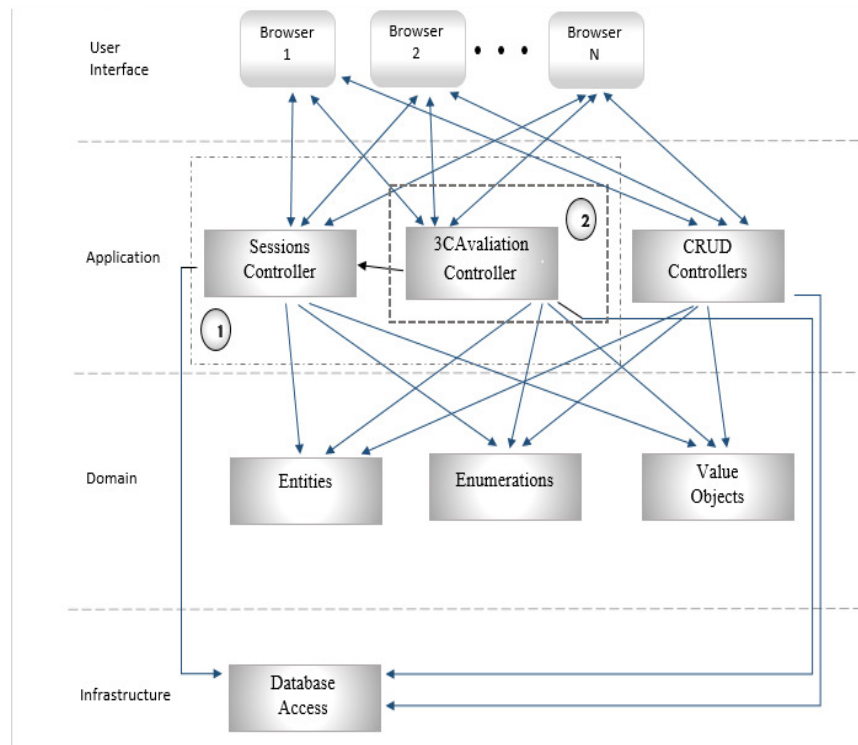 User
Interface
Browser
1
Browser
2
• • •
Browser
N
Application
Sessions
Controller
3CAvaliation
Controller
2
CRUD
Controllers
1
Domain
Entities
Enumerations
Value
Objects
Infrastructure
Database
Access